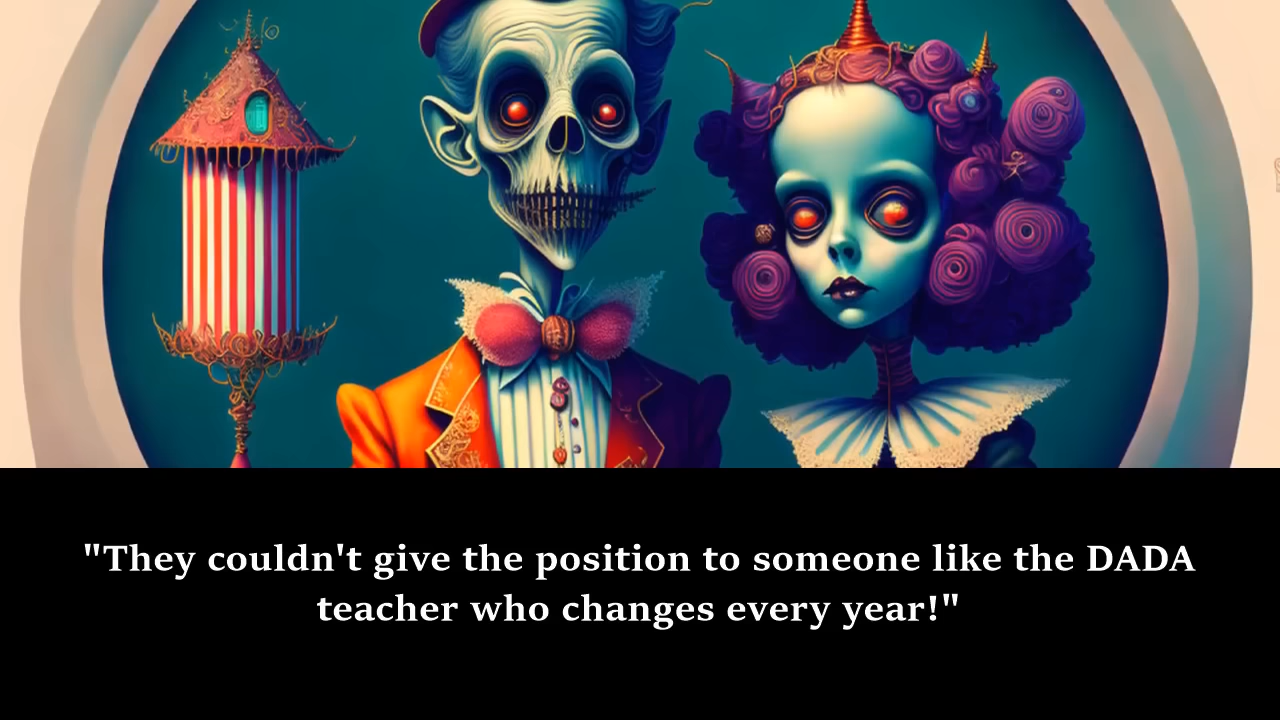 "They couldn't give the position to someone like the DADA
teacher who changes every year!"